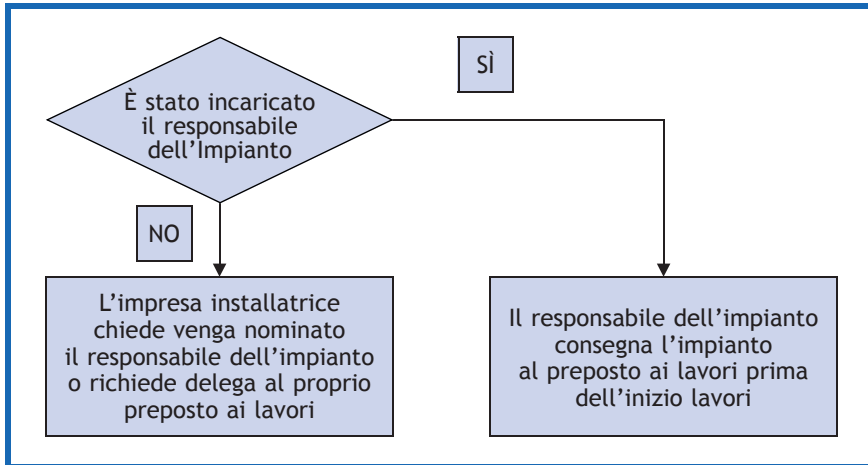 È stato incaricato
il responsabile
dell’Impianto
SÌ
NO
L’impresa installatrice
chiede venga nominato
il responsabile dell’impianto
o richiede delega al proprio
preposto ai lavori
Il responsabile dell’impianto
consegna l’impianto
al preposto ai lavori prima
dell’inizio lavori